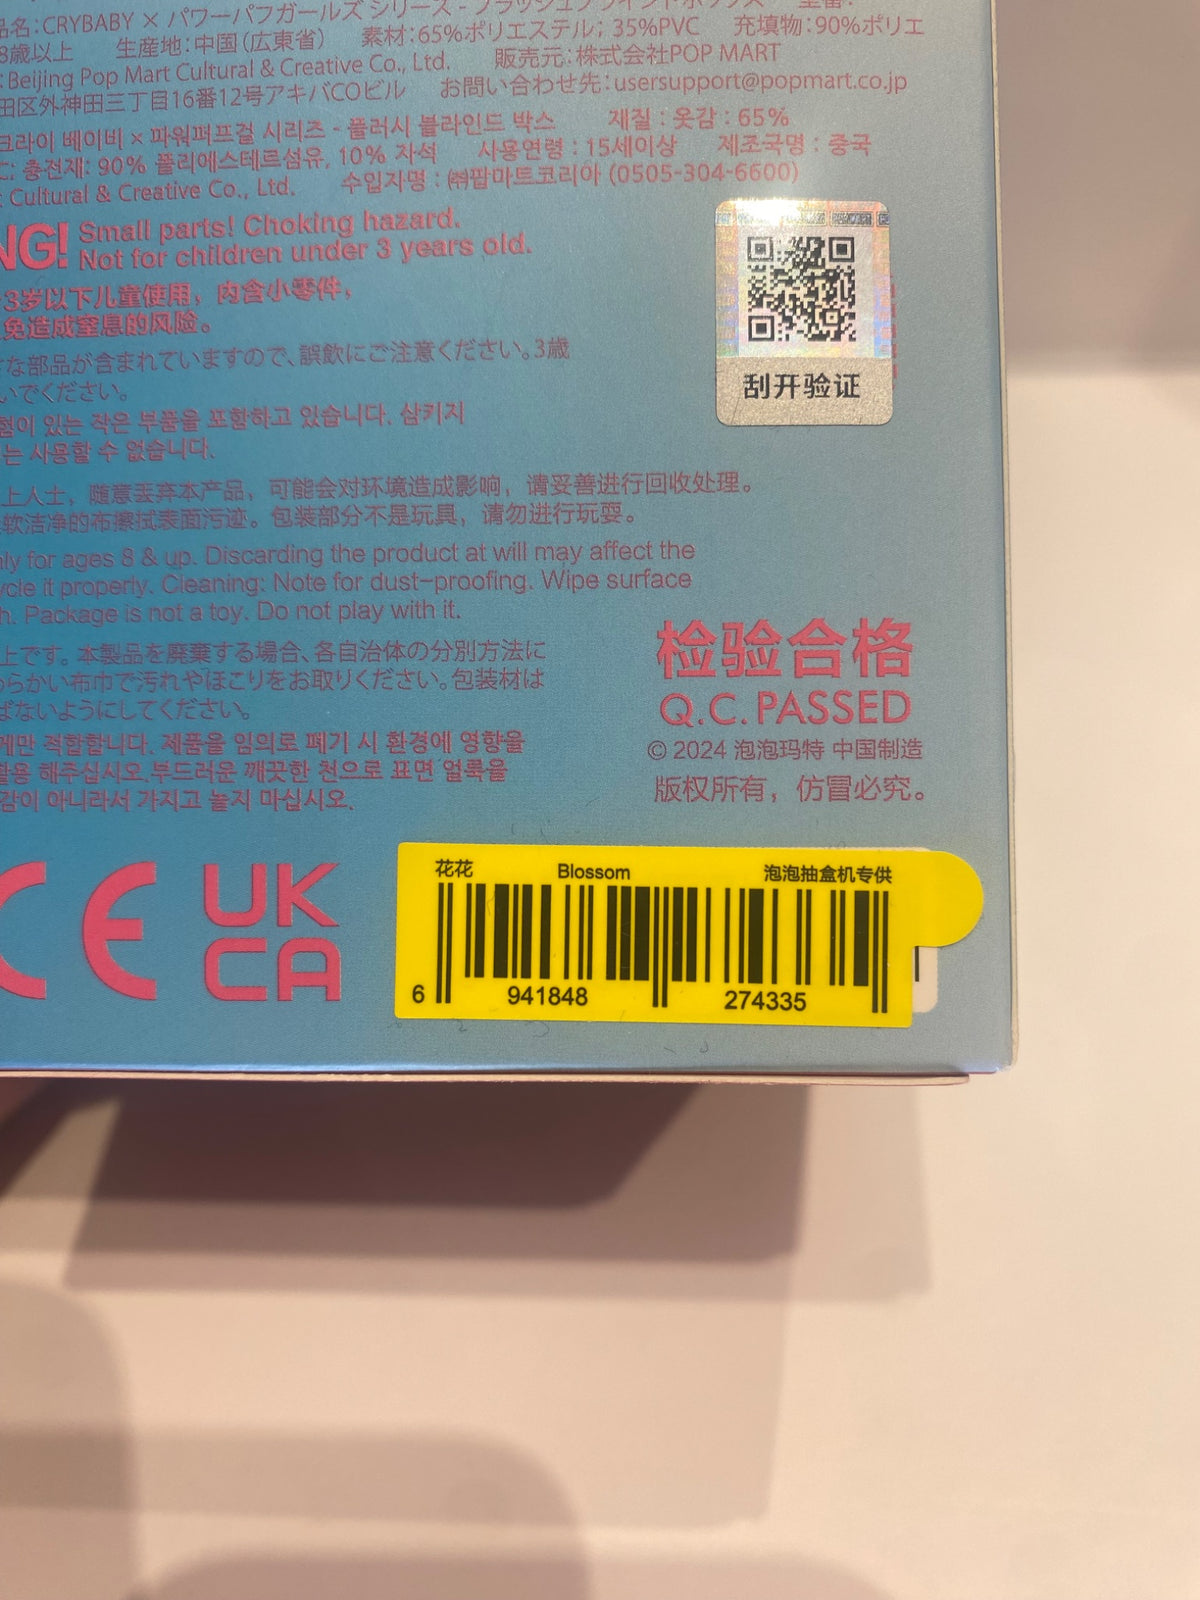 品名：CRYBABY × パワーパフガールズ シリーズ - プラッシュブラインドボックス
8歳以上 生産地：中国（広東省） 素材：65%ポリエステル；35%PVC 充填物：90%ポリエ
：Beijing Pop Mart Cultural & Creative Co., Ltd. 販売元：株式会社POP MART
田区外神田三丁目16番12号アキバCOビル お問い合わせ先：usersupport@popmart.co.jp
크라이 베이버 × 파워퍼프걸 시리즈 - 플러시 블라인드 박스 재질 : 옷감 : 65%
C: 충전재: 90% 폴리에스테르섬유, 10% 자석 사용연령 : 15세이상 제조국명 : 중국
t Cultural & Creative Co., Ltd. 수입자명 : ㈜팝마트코리아 (0505-304-6600)
NG! Small parts! Choking hazard.
Not for children under 3 years old.
3岁以下儿童使用，内含小零件，
免造成窒息的风险。
な部品が含まれていますので、誤飲にご注意ください。3歳
いでください。
험이 있는 작은 부품을 포함하고 있습니다. 삼키지
는 사용할 수 없습니다.
刮开验证
上人士，随意丢弃本产品，可能会对环境造成影响，请妥善进行回收处理。
软洁净的布擦拭表面污迹。包装部分不是玩具，请勿进行玩耍。
nly for ages 8 & up. Discarding the product at will may affect the
ycle it properly. Cleaning: Note for dust-proofing. Wipe surface
h. Package is not a toy. Do not play with it.
上です。本製品を廃棄する場合、各自治体の分別方法に
わらかい布巾で汚れやほこりをお取りください。包装材は
ばないようにしてください。
게만 적합합니다. 제품을 임의로 폐기 시 환경에 영향을
활용 해주십시오.부드러운 깨끗한 천으로 표면 얼룩을
감이 아니라서 가지고 놀지 마십시오.
检验合格
Q.C. PASSED
© 2024 泡泡玛特 中国制造
版权所有，仿冒必究。
CE UK
CA
花花 Blossom 泡泡抽盒机专供
6 941848 274335